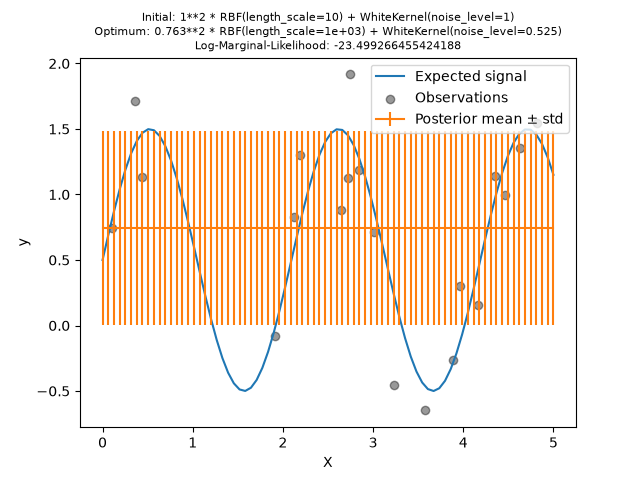 Initial: 1**2 * RBF(length_scale=10) + WhiteKernel(noise_level=1)
Optimum: 0.763**2 * RBF(length_scale=1e+03) + WhiteKernel(noise_level=0.525)
Log-Marginal-Likelihood: -23.499266455424188
Expected signal
Observations
Posterior mean ± std
y
2.0
1.5
1.0
0.5
0.0
−0.5
0 1 2 3 4 5
X